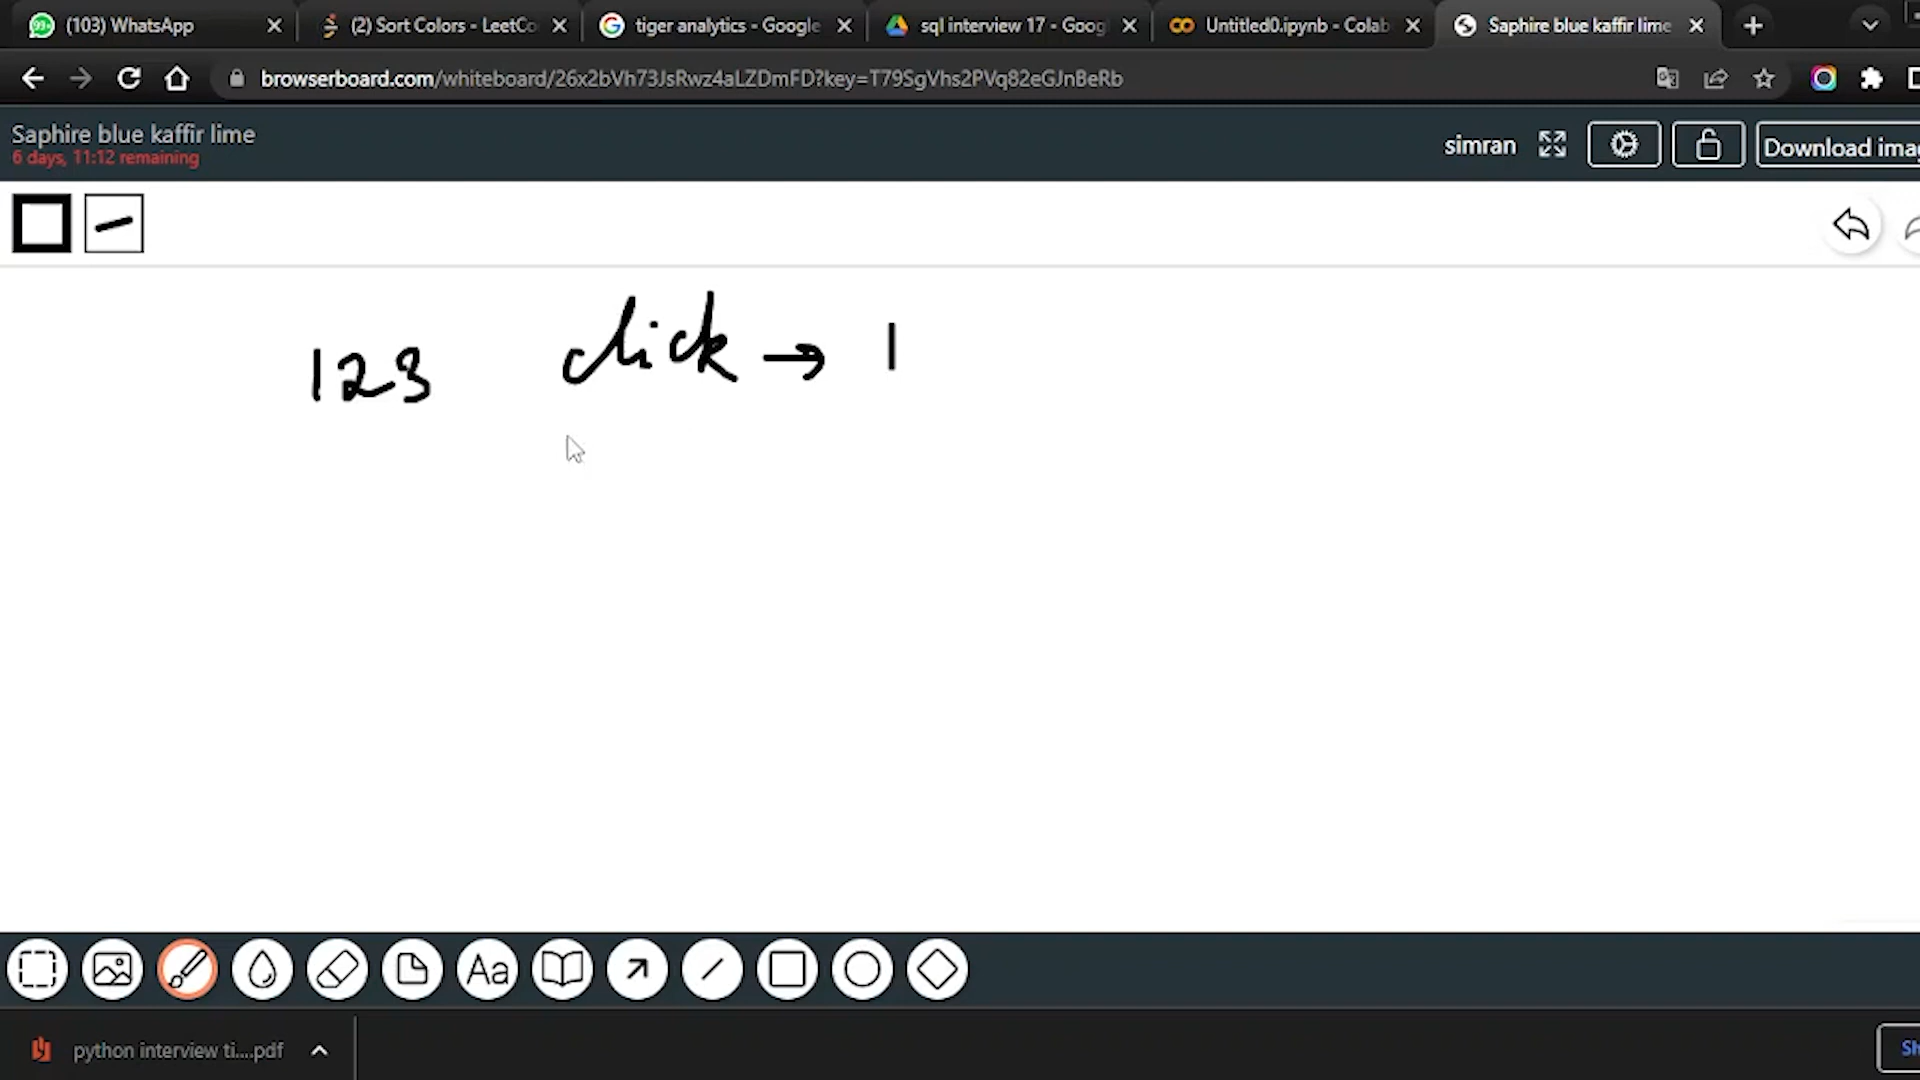 (103) WhatsApp
(2) Sort Colors - LeetCo
tiger analytics - Google
sql interview 17 - Goog
Untitled0.ipynb - Colab
Saphire blue kaffir lime
browserboard.com/whiteboard/26x2bVh73JsRwz4aLZDmFD?key=T79SgVhs2PVq82eGJnBeRb
Saphire blue kaffir lime
6 days, 11:12 remaining
simran
Download imag
123 click → 1
Aa
python interview ti....pdf
Sh